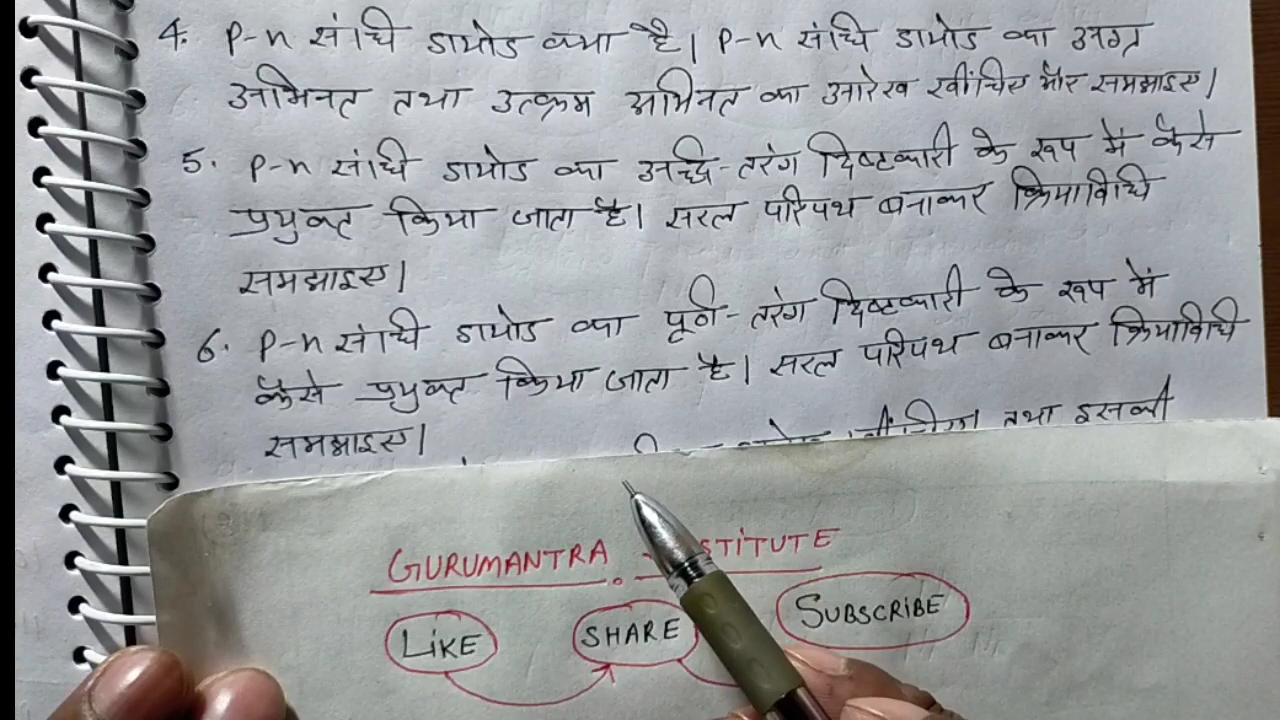 4. P-n संधि डायोड क्या है। P-n संधि डायोड का अग्र
अभिनत तथा उत्क्रम अभिनत का आरेख खींचिए और समझाइए।
5. P-n संधि डायोड का अर्द्ध-तरंग दिष्टकारी के रूप में कैसे
प्रयुक्त किया जाता है। सरल परिपथ बनाकर क्रियाविधि
समझाइए।
6. P-n संधि डायोड का पूर्ण-तरंग दिष्टकारी के रूप में
कैसे प्रयुक्त किया जाता है। सरल परिपथ बनाकर क्रियाविधि
समझाइए।
तथा इसकी
GURUMANTRA
LiKE SHARE SUBSCRiBE